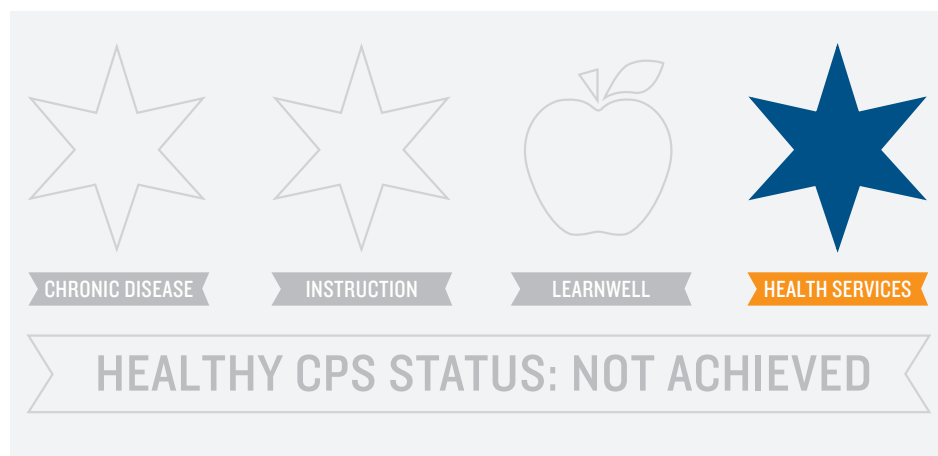 CHRONIC DISEASE
INSTRUCTION
LEARNWELL
HEALTH SERVICES
HEALTHY CPS STATUS: NOT ACHIEVED